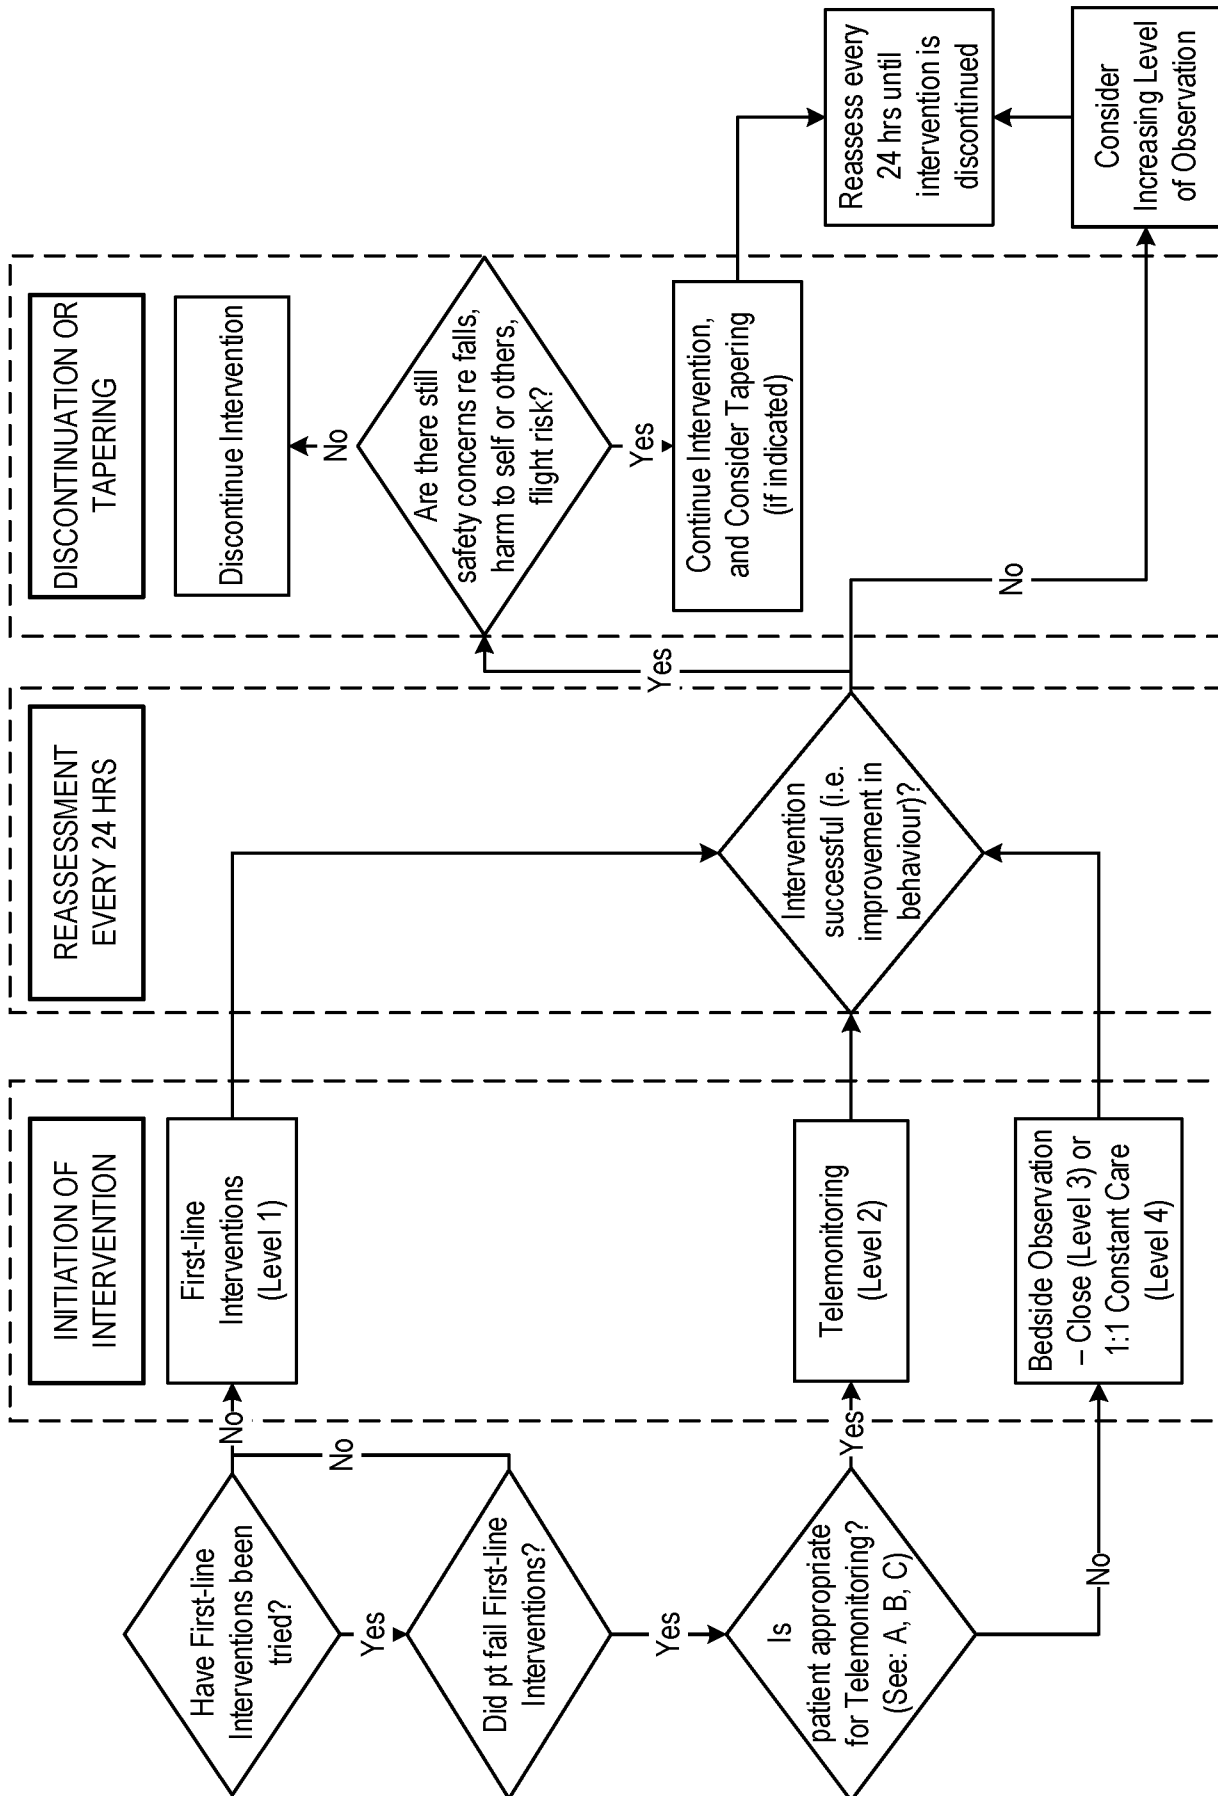 Have First-line
Interventions been
tried?
No
Yes
Did pt fail First-line
Interventions?
No
Yes
Is
patient appropriate
for Telemonitoring?
(See: A, B, C)
Yes
No
INITIATION OF
INTERVENTION
First-line
Interventions
(Level 1)
Telemonitoring
(Level 2)
Bedside Observation
– Close (Level 3) or
1:1 Constant Care
(Level 4)
REASSESSMENT
EVERY 24 HRS
Intervention
successful (i.e.
improvement in
behaviour)?
Yes
No
DISCONTINUATION OR
TAPERING
Discontinue Intervention
No
Are there still
safety concerns re falls,
harm to self or others,
flight risk?
Yes
Continue Intervention,
and Consider Tapering
(if indicated)
Reassess every
24 hrs until
intervention is
discontinued
Consider
Increasing Level
of Observation